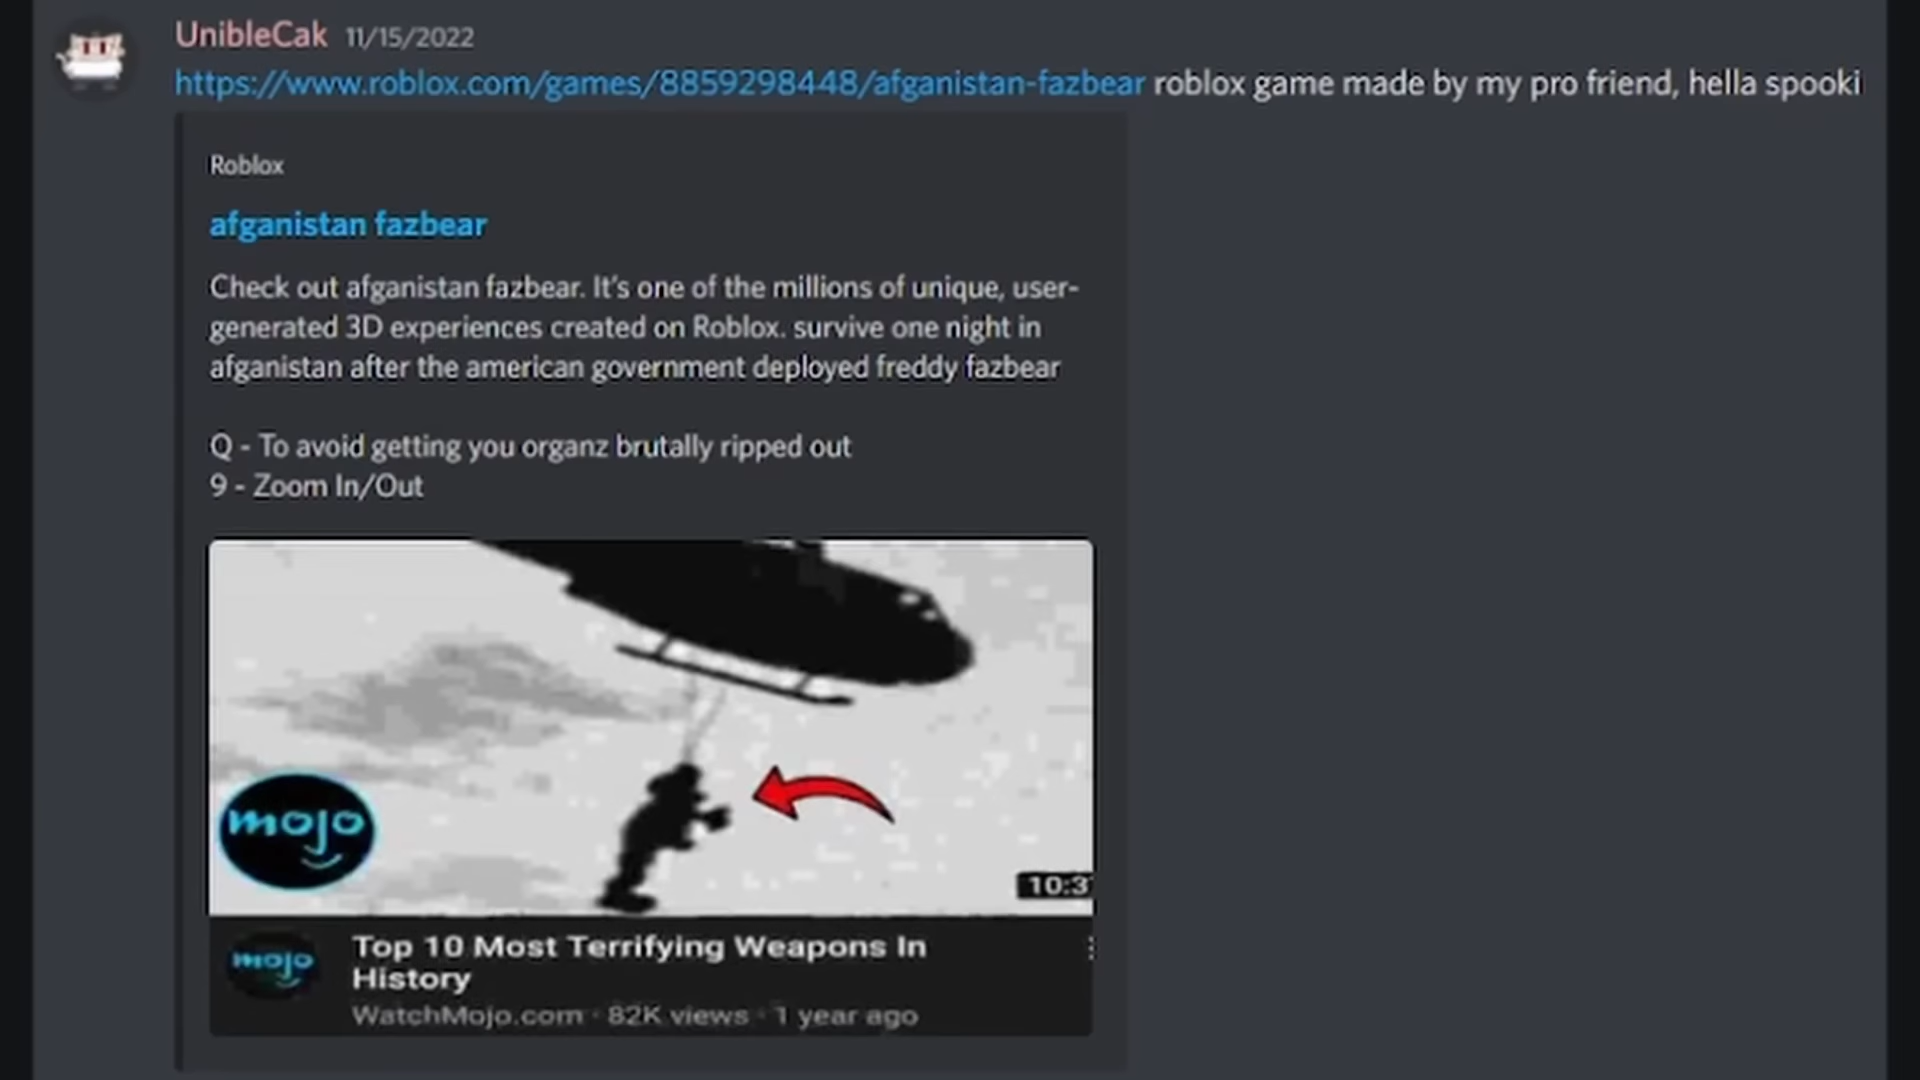 UnibleCak 11/15/2022
https://www.roblox.com/games/8859298448/afganistan-fazbear roblox game made by my pro friend, hella spooki
Roblox
afganistan fazbear
Check out afganistan fazbear. It's one of the millions of unique, user-
generated 3D experiences created on Roblox. survive one night in
afganistan after the american government deployed freddy fazbear
Q - To avoid getting you organz brutally ripped out
9 - Zoom In/Out
mojo
10:3
mojo
Top 10 Most Terrifying Weapons In
History
WatchMojo.com · 82K views · 1 year ago